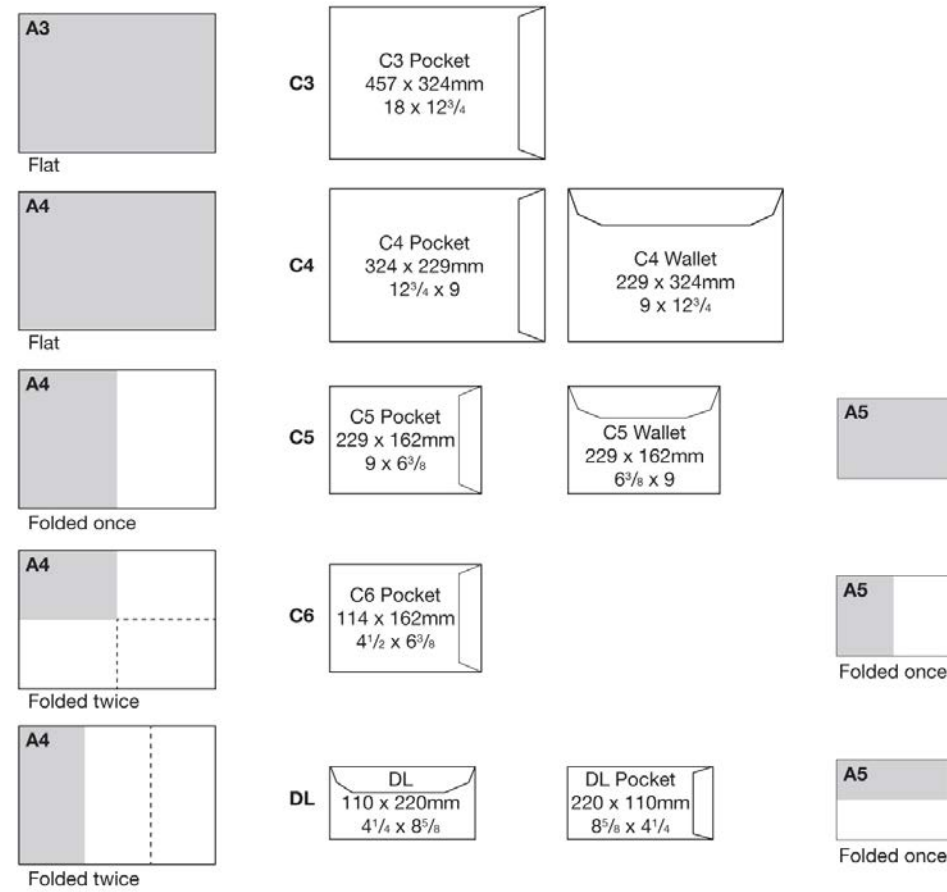 A3
Flat
C3
C3 Pocket
457 x 324mm
18 x 12³/₄
A4
Flat
C4
C4 Pocket
324 x 229mm
12³/₄ x 9
C4 Wallet
229 x 324mm
9 x 12³/₄
A4
Folded once
C5
C5 Pocket
229 x 162mm
9 x 6³/₈
C5 Wallet
229 x 162mm
6³/₈ x 9
A5
A4
Folded twice
C6
C6 Pocket
114 x 162mm
4¹/₂ x 6³/₈
A5
Folded once
A4
Folded twice
DL
DL
110 x 220mm
4¹/₄ x 8⁵/₈
DL Pocket
220 x 110mm
8⁵/₈ x 4¹/₄
A5
Folded once